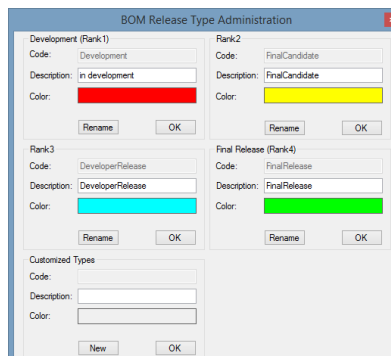 BOM Release Type Administration
Development (Rank1)
Code: Development
Description: in development
Color:
Rename OK
Rank2
Code: FinalCandidate
Description: FinalCandidate
Color:
Rename OK
Rank3
Code: DeveloperRelease
Description: DeveloperRelease
Color:
Rename OK
Final Release (Rank4)
Code: FinalRelease
Description: FinalRelease
Color:
Rename OK
Customized Types
Code:
Description:
Color:
New OK